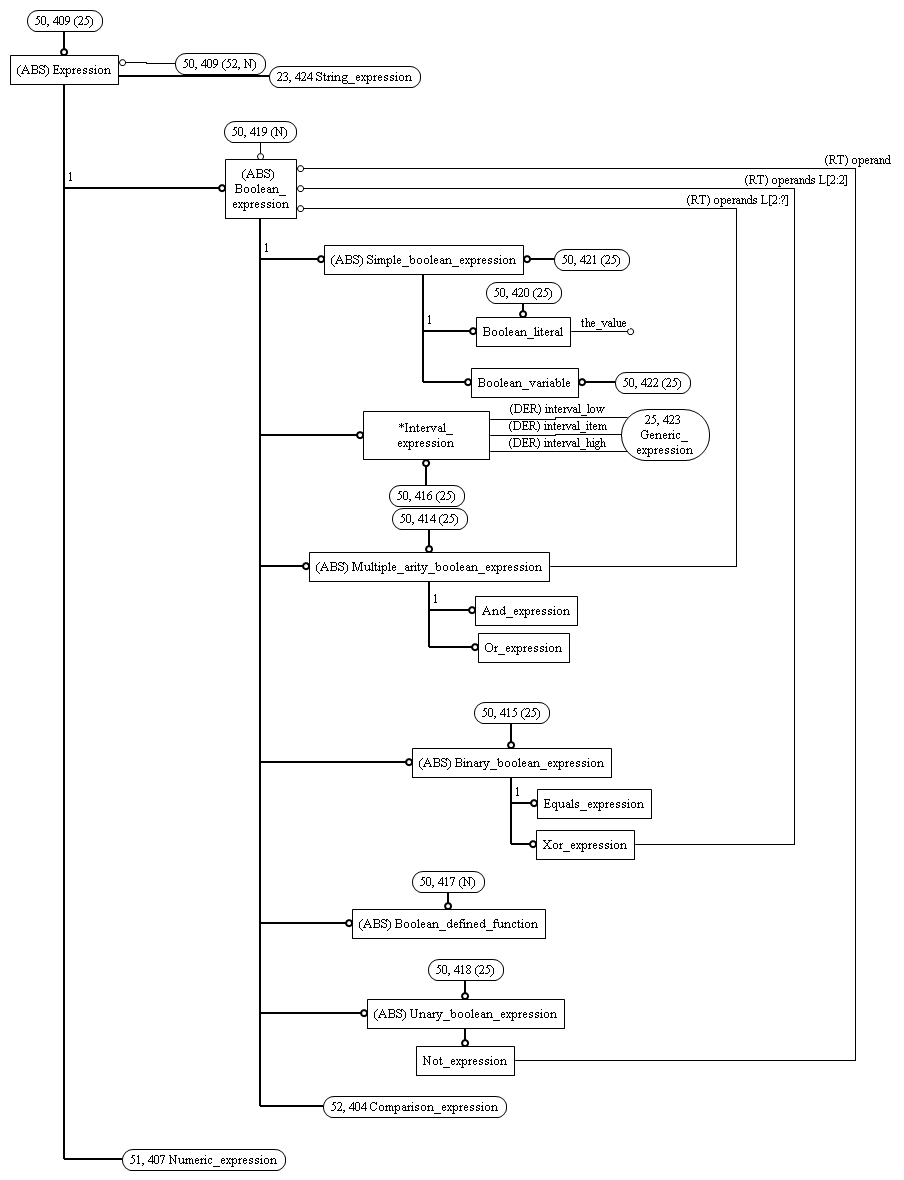 50, 409 (25)
50, 409 (52, N)
(ABS) Expression
23, 424 String_expression
50, 419 (N)
(RT) operand
1
(ABS)
Boolean_
expression
(RT) operands L[2:2]
(RT) operands L[2:?]
1
(ABS) Simple_boolean_expression
50, 421 (25)
50, 420 (25)
1
Boolean_literal
the_value
Boolean_variable
50, 422 (25)
*Interval_
expression
(DER) interval_low
(DER) interval_item
(DER) interval_high
25, 423
Generic_
expression
50, 416 (25)
50, 414 (25)
(ABS) Multiple_arity_boolean_expression
1
And_expression
Or_expression
50, 415 (25)
(ABS) Binary_boolean_expression
1
Equals_expression
Xor_expression
50, 417 (N)
(ABS) Boolean_defined_function
50, 418 (25)
(ABS) Unary_boolean_expression
Not_expression
52, 404 Comparison_expression
51, 407 Numeric_expression